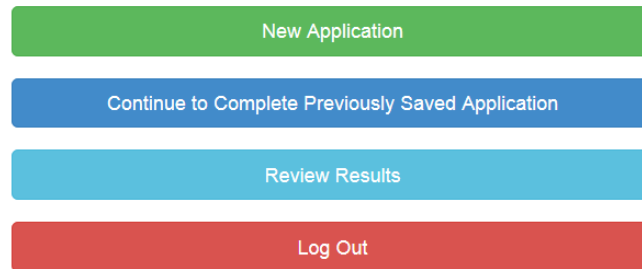 New Application
Continue to Complete Previously Saved Application
Review Results
Log Out